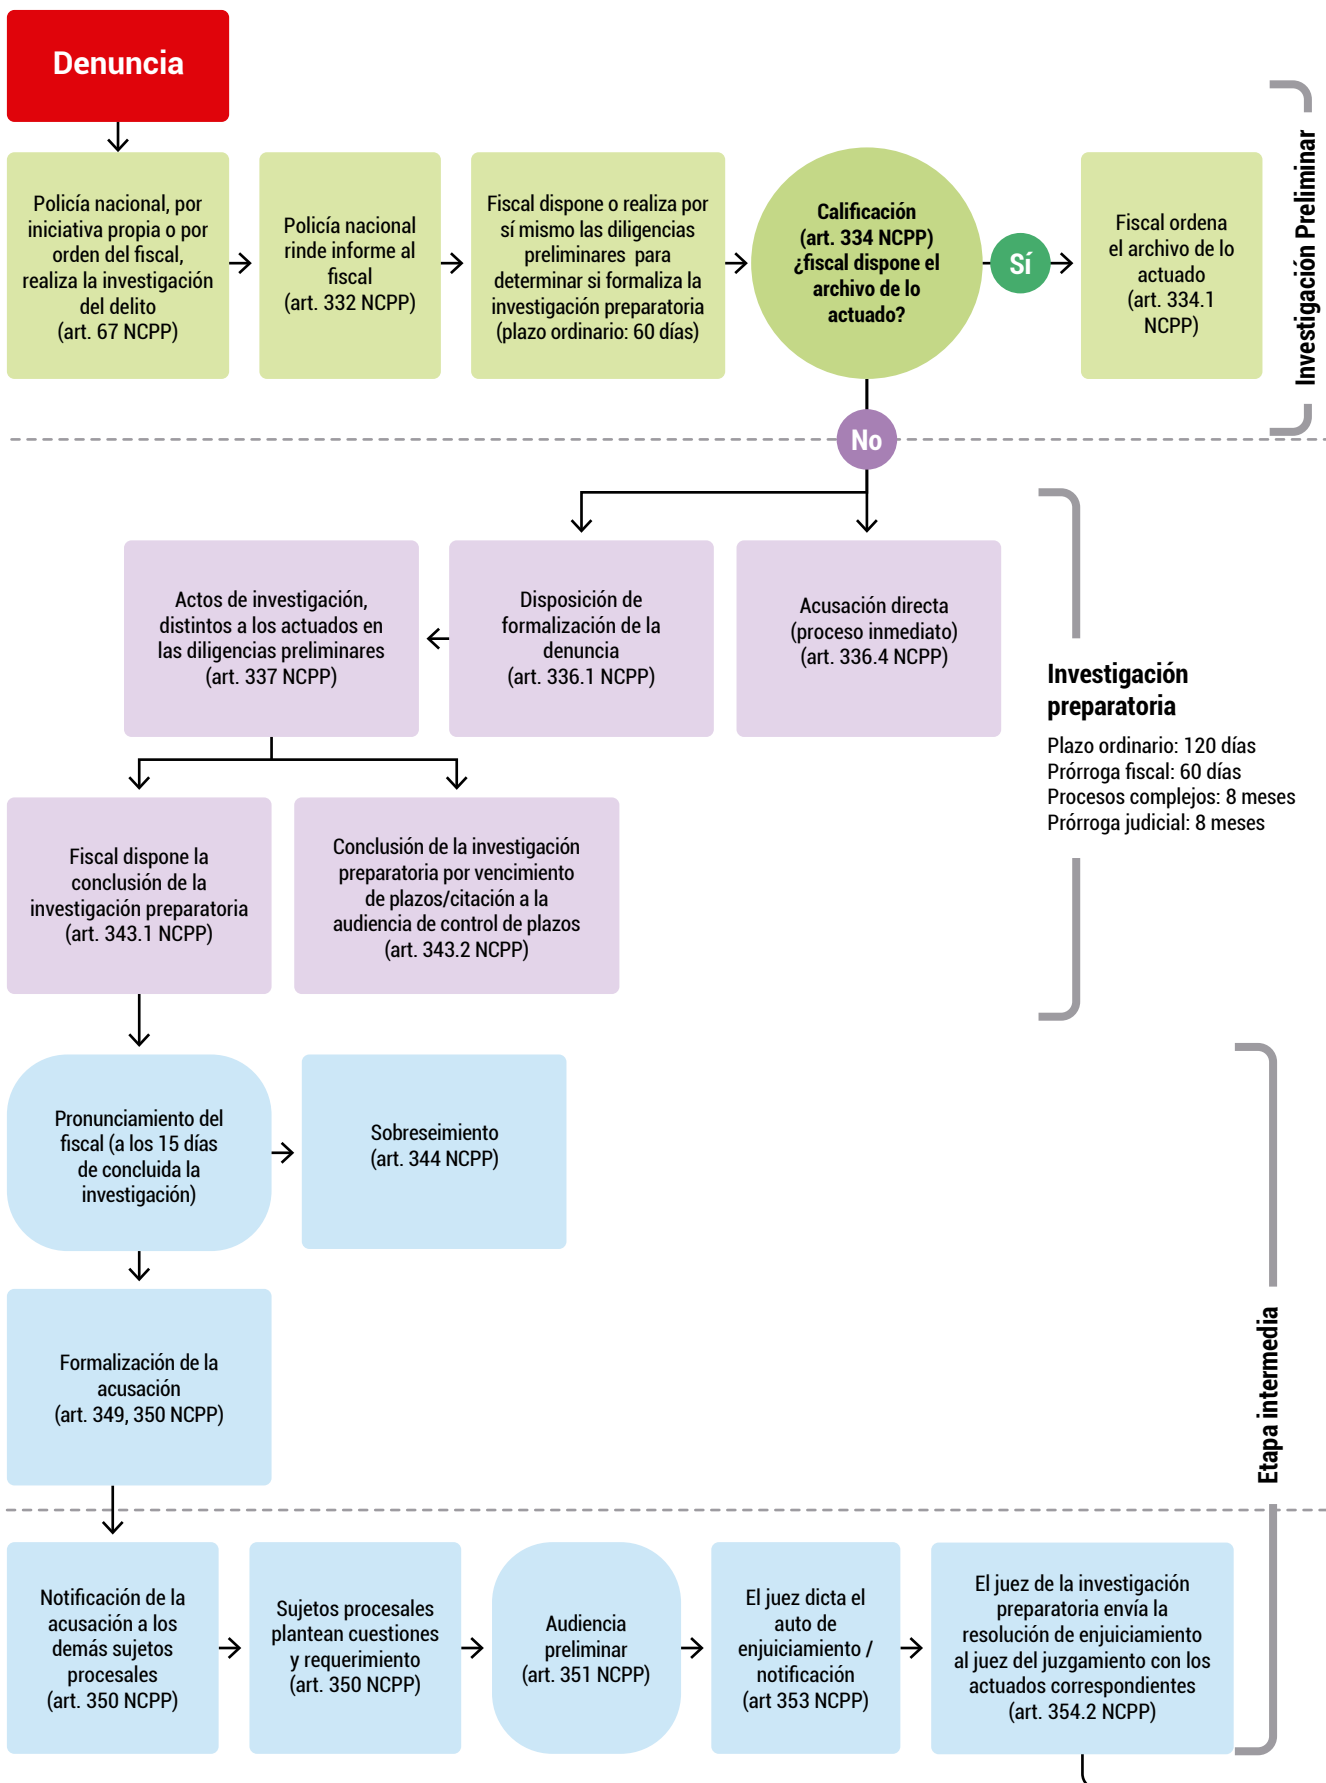 Denuncia
Policía nacional, por
iniciativa propia o por
orden del fiscal,
realiza la investigación
del delito
(art. 67 NCPP)
Policía nacional
rinde informe al
fiscal
(art. 332 NCPP)
Fiscal dispone o realiza por
sí mismo las diligencias
preliminares para
determinar si formaliza la
investigación preparatoria
(plazo ordinario: 60 días)
Calificación
(art. 334 NCPP)
¿fiscal dispone el
archivo de lo
actuado?
Sí
Fiscal ordena
el archivo de lo
actuado
(art. 334.1
NCPP)
Investigación Preliminar
No
Actos de investigación,
distintos a los actuados en
las diligencias preliminares
(art. 337 NCPP)
Disposición de
formalización de la
denuncia
(art. 336.1 NCPP)
Acusación directa
(proceso inmediato)
(art. 336.4 NCPP)
Investigación
preparatoria
Plazo ordinario: 120 días
Prórroga fiscal: 60 días
Procesos complejos: 8 meses
Prórroga judicial: 8 meses
Fiscal dispone la
conclusión de la
investigación preparatoria
(art. 343.1 NCPP)
Conclusión de la investigación
preparatoria por vencimiento
de plazos/citación a la
audiencia de control de plazos
(art. 343.2 NCPP)
Pronunciamiento del
fiscal (a los 15 días
de concluida la
investigación)
Sobreseimiento
(art. 344 NCPP)
Formalización de la
acusación
(art. 349, 350 NCPP)
Etapa intermedia
Notificación de la
acusación a los
demás sujetos
procesales
(art. 350 NCPP)
Sujetos procesales
plantean cuestiones
y requerimiento
(art. 350 NCPP)
Audiencia
preliminar
(art. 351 NCPP)
El juez dicta el
auto de
enjuiciamiento /
notificación
(art 353 NCPP)
El juez de la investigación
preparatoria envía la
resolución de enjuiciamiento
al juez del juzgamiento con los
actuados correspondientes
(art. 354.2 NCPP)